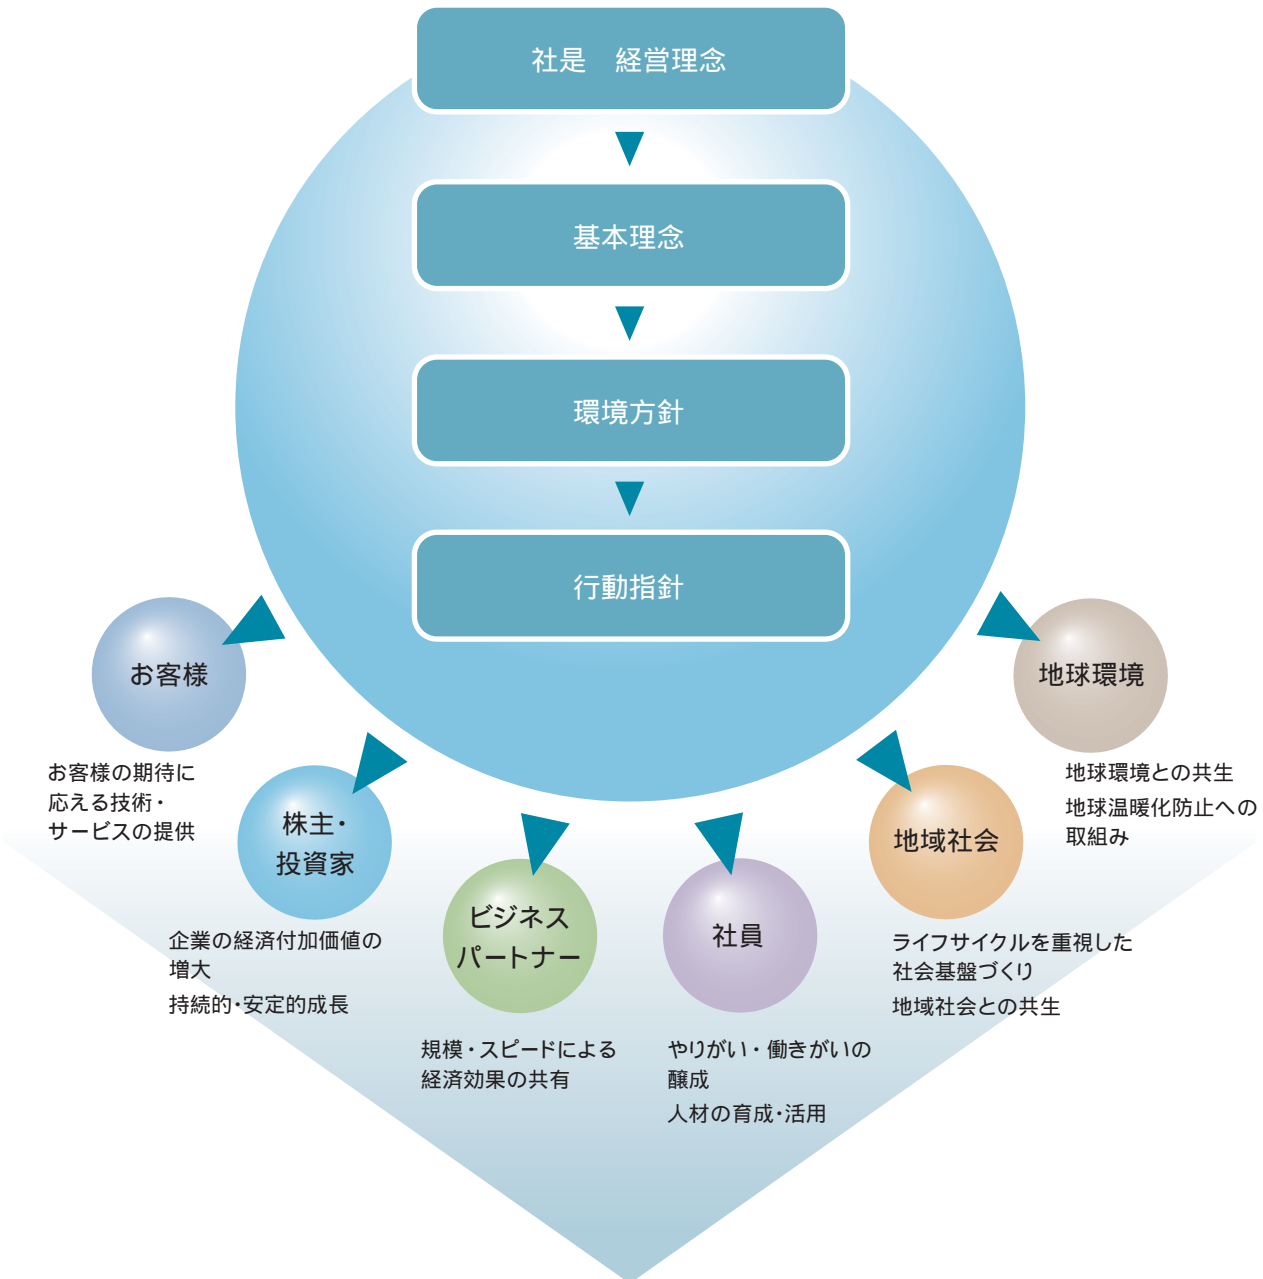 社是　経営理念
基本理念
環境方針
行動指針
お客様
お客様の期待に
応える技術・
サービスの提供
株主・
投資家
企業の経済付加価値の
増大
持続的・安定的成長
ビジネス
パートナー
規模・スピードによる
経済効果の共有
社員
やりがい・働きがいの
醸成
人材の育成・活用
地域社会
ライフサイクルを重視した
社会基盤づくり
地域社会との共生
地球環境
地球環境との共生
地球温暖化防止への
取組み